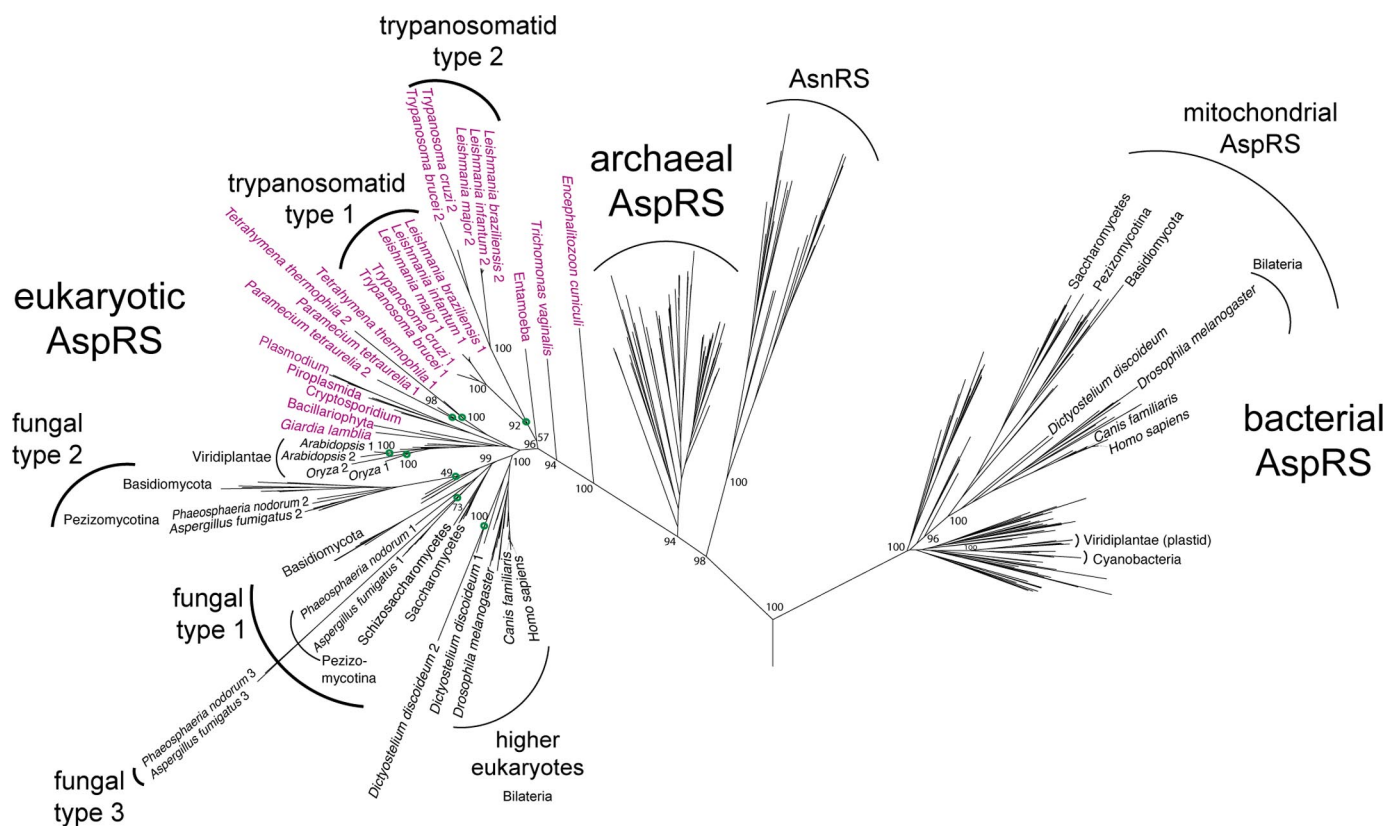 trypanosomatid
type 2
Trypanosoma brucei 2
Trypanosoma cruzi 2
Leishmania major 2
Leishmania infantum 2
Leishmania braziliensis 2
trypanosomatid
type 1
Trypanosoma brucei 1
Trypanosoma cruzi 1
Leishmania major 1
Leishmania infantum 1
Leishmania braziliensis 1
Entamoeba
Trichomonas vaginalis
Encephalitozoon cuniculi
eukaryotic
AspRS
Tetrahymena thermophila 2
Tetrahymena thermophila 1
Paramecium tetraurelia 2
Paramecium tetraurelia 1
Plasmodium
Piroplasmida
Cryptosporidium
Bacillariophyta
Giardia lamblia
fungal
type 2
Viridiplantae
Arabidopsis 1
Arabidopsis 2
Oryza 2
Oryza 1
Basidiomycota
Pezizomycotina
Phaeosphaeria nodorum 2
Aspergillus fumigatus 2
Basidiomycota
Phaeosphaeria nodorum 1
Aspergillus fumigatus 1
Schizosaccharomycetes
Saccharomycetes
fungal
type 1
Pezizo-
mycotina
Phaeosphaeria nodorum 3
Aspergillus fumigatus 3
fungal
type 3
Dictyostelium discoideum 2
Dictyostelium discoideum 1
Drosophila melanogaster
Canis familiaris
Homo sapiens
higher
eukaryotes
Bilateria
100
100
98
100
92
96
57
94
100
100
100
99
100
49
73
100
94
98
100
100
archaeal
AspRS
AsnRS
mitochondrial
AspRS
Saccharomycetes
Pezizomycotina
Basidiomycota
Bilateria
Dictyostelium discoideum
Drosophila melanogaster
Canis familiaris
Homo sapiens
bacterial
AspRS
100
100
96
100
Viridiplantae (plastid)
Cyanobacteria